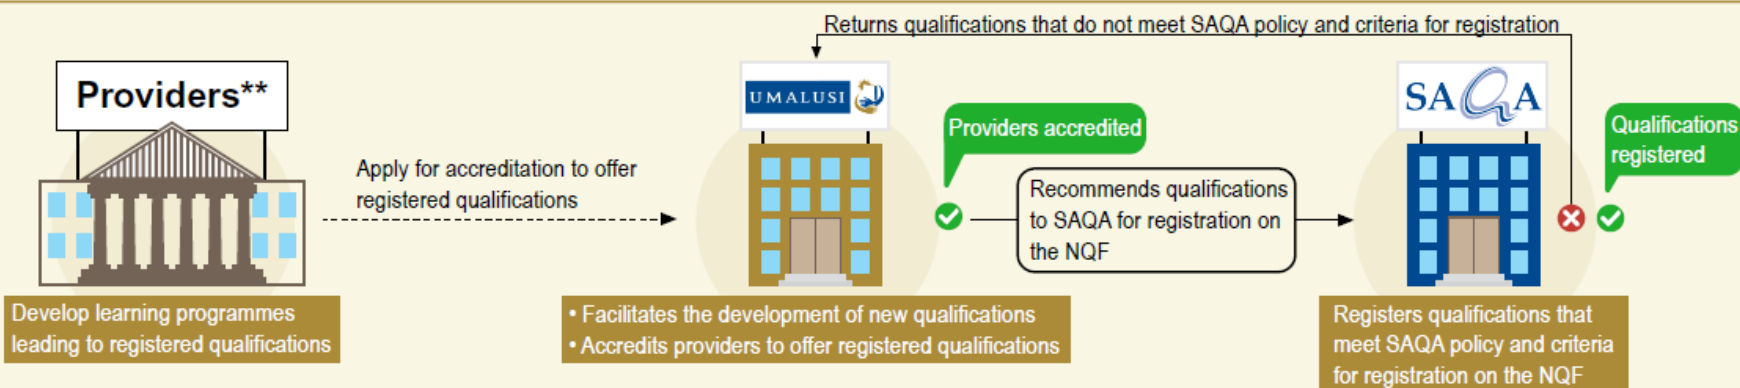 Returns qualifications that do not meet SAQA policy and criteria for registration
Providers**
UMALUSI
SAQA
Providers accredited
Qualifications
registered
Apply for accreditation to offer
registered qualifications
Recommends qualifications
to SAQA for registration on
the NQF
Develop learning programmes
leading to registered qualifications
• Facilitates the development of new qualifications
• Accredits providers to offer registered qualifications
Registers qualifications that
meet SAQA policy and criteria
for registration on the NQF